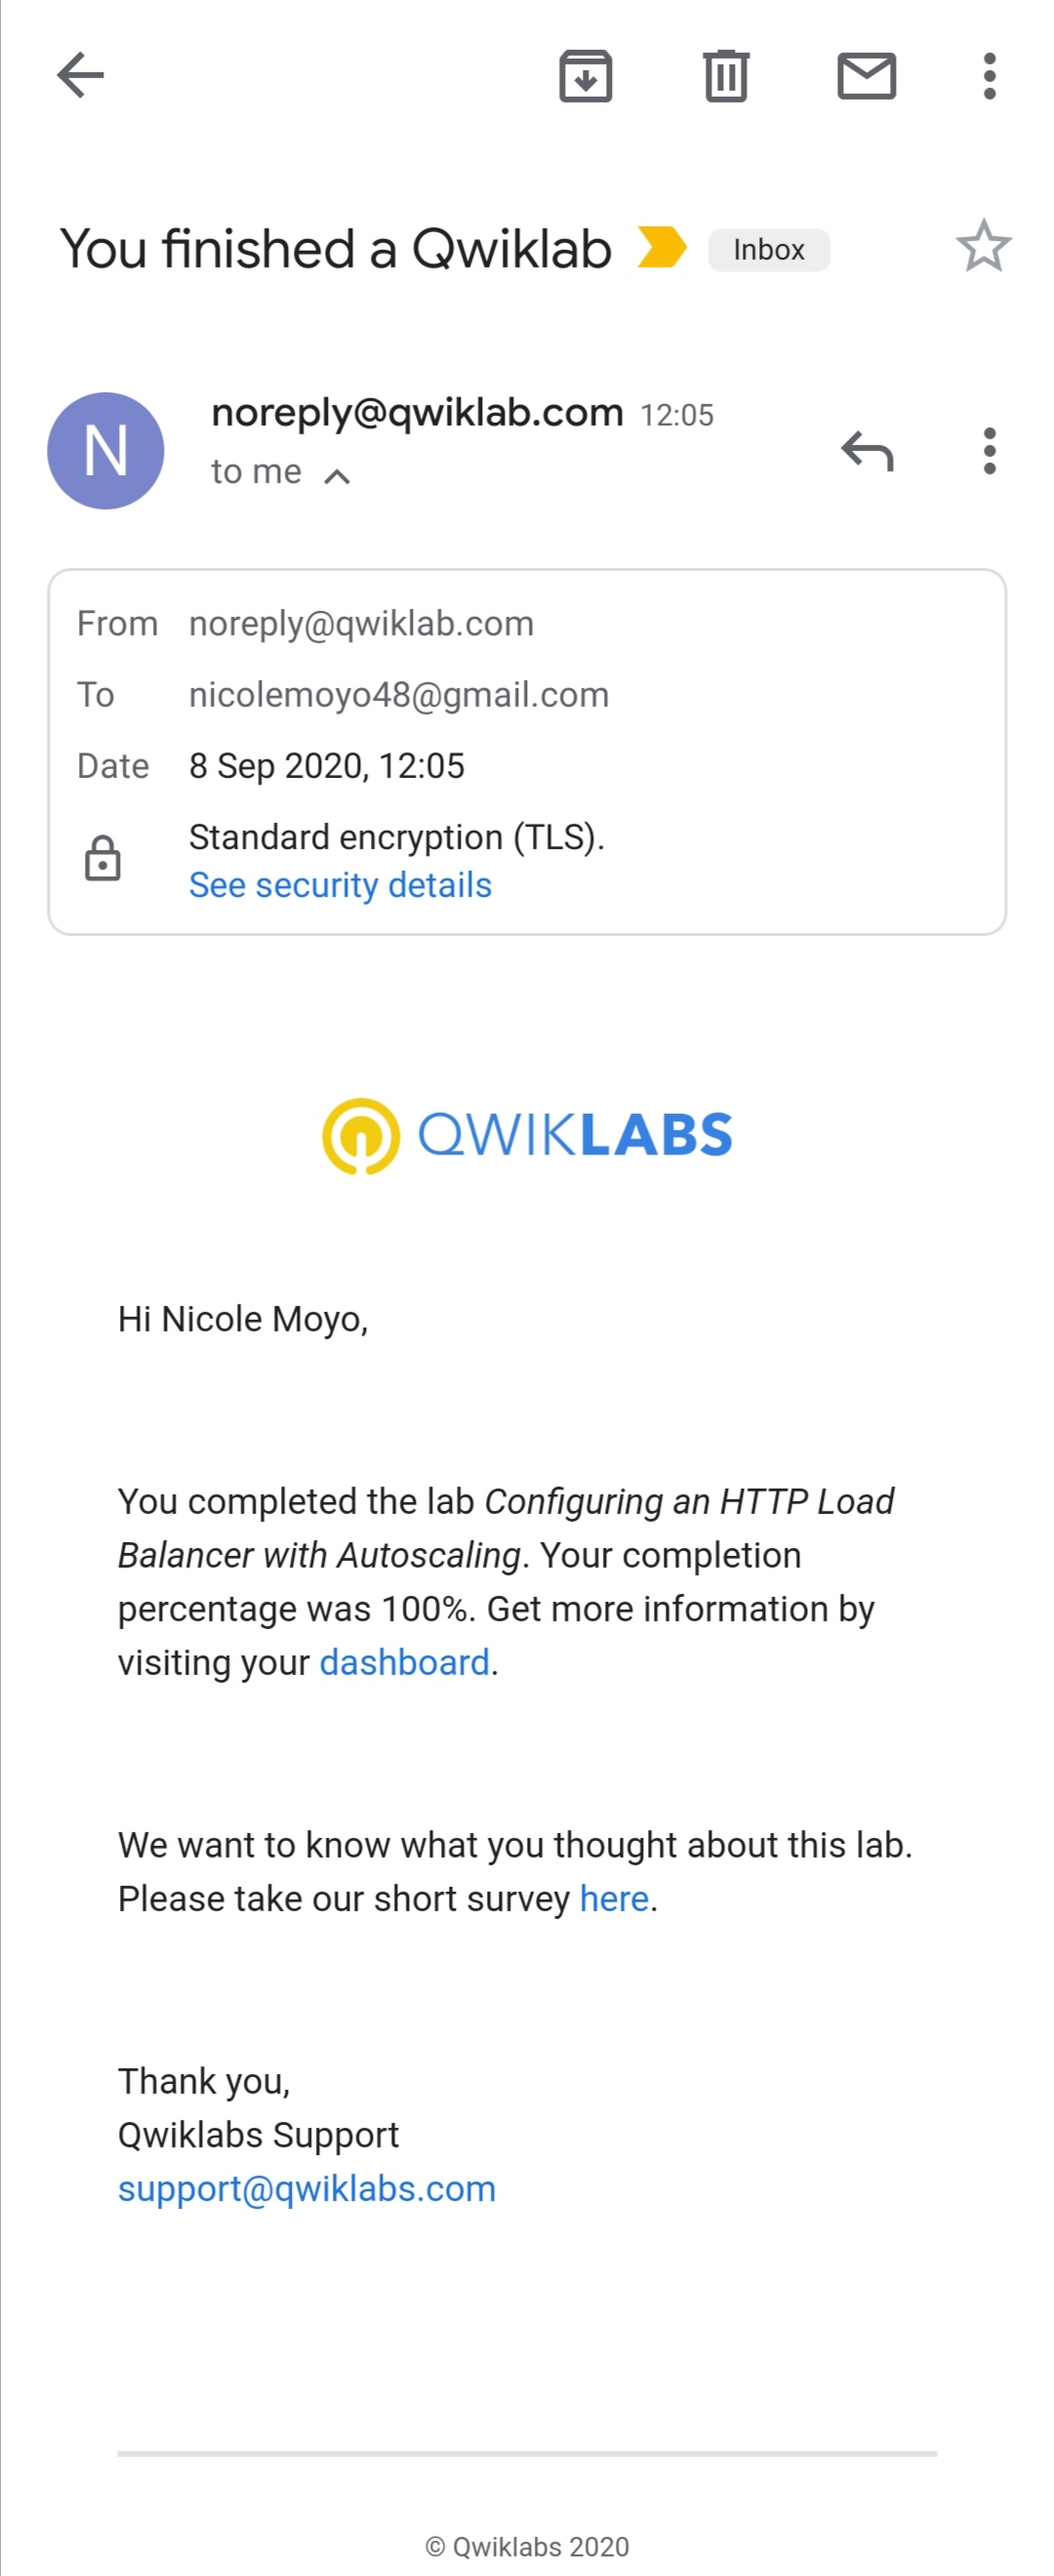 You finished a Qwiklab
Inbox
N
noreply@qwiklab.com 12:05
to me
From noreply@qwiklab.com
To nicolemoyo48@gmail.com
Date 8 Sep 2020, 12:05
Standard encryption (TLS).
See security details
QWIKLABS
Hi Nicole Moyo,
You completed the lab Configuring an HTTP Load
Balancer with Autoscaling. Your completion
percentage was 100%. Get more information by
visiting your dashboard.
We want to know what you thought about this lab.
Please take our short survey here.
Thank you,
Qwiklabs Support
support@qwiklabs.com
© Qwiklabs 2020